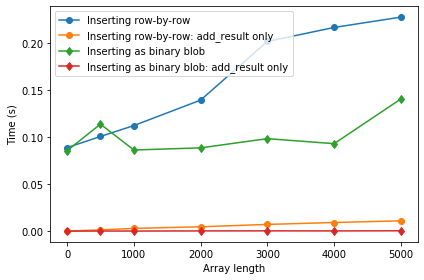 Inserting row-by-row
Inserting row-by-row: add_result only
Inserting as binary blob
Inserting as binary blob: add_result only
0.20
0.15
0.10
0.05
0.00
Time (s)
0
1000
2000
3000
4000
5000
Array length